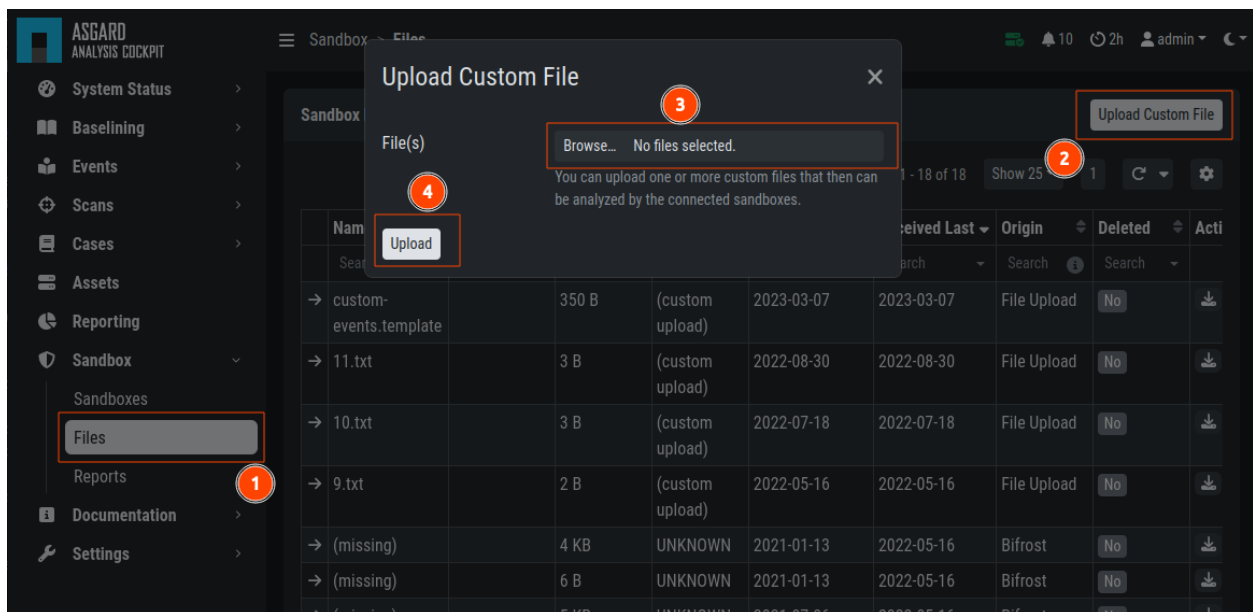 ASGARD
ANALYSIS COCKPIT
Sandbox > Files
10 2h admin
System Status
Baselining
Events
Scans
Cases
Assets
Reporting
Sandbox
Sandboxes
Files
Reports
1
Documentation
Settings
Upload Custom File
3
File(s)
Browse… No files selected.
You can upload one or more custom files that then can
be analyzed by the connected sandboxes.
4
Upload
Sandbox
Upload Custom File
2
1 - 18 of 18 Show 25 1
Nam ceived Last Origin Deleted Acti
Sear arch Search Search
custom-
events.template 350 B (custom
upload) 2023-03-07 2023-03-07 File Upload No
11.txt 3 B (custom
upload) 2022-08-30 2022-08-30 File Upload No
10.txt 3 B (custom
upload) 2022-07-18 2022-07-18 File Upload No
9.txt 2 B (custom
upload) 2022-05-16 2022-05-16 File Upload No
(missing) 4 KB UNKNOWN 2021-01-13 2022-05-16 Bifrost No
(missing) 6 B UNKNOWN 2021-01-13 2022-05-16 Bifrost No